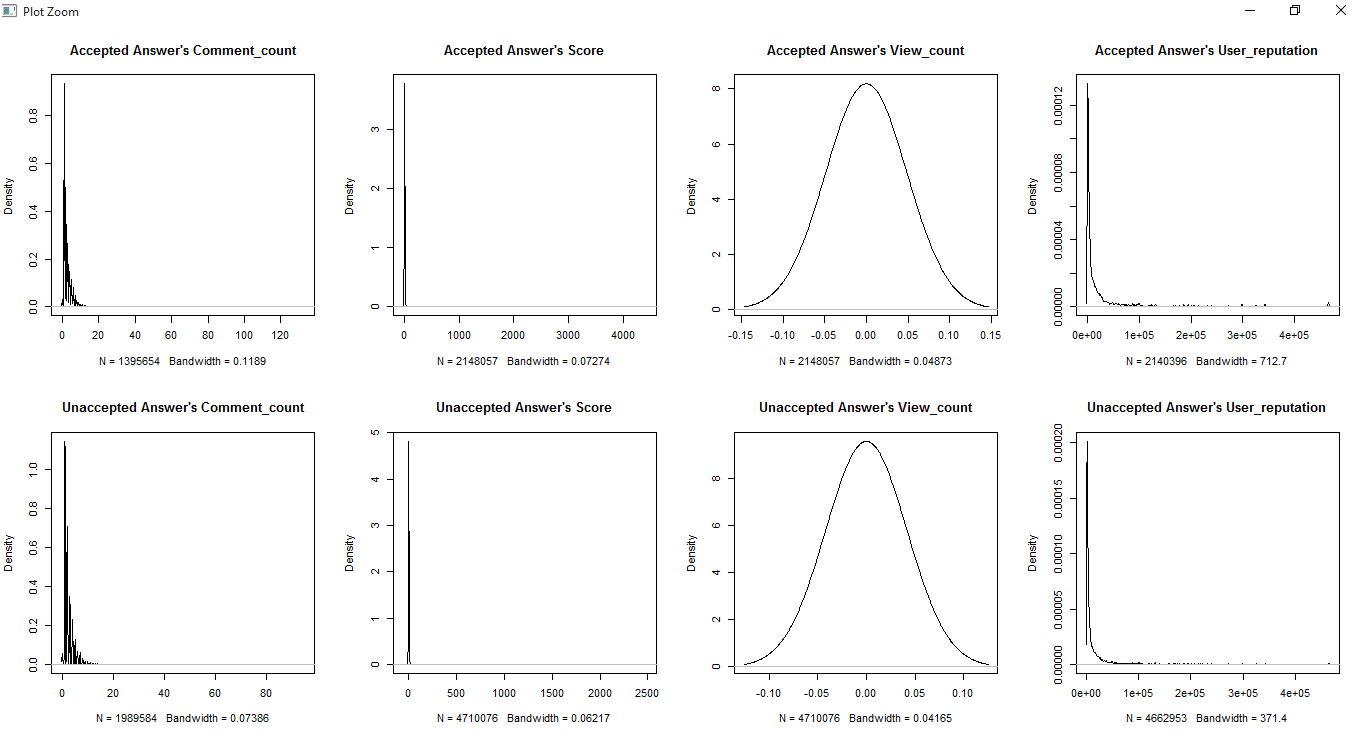 Plot Zoom
Accepted Answer's Comment_count
Density
0.0 0.2 0.4 0.6 0.8
0 20 40 60 80 100 120
N = 1395654 Bandwidth = 0.1189
Accepted Answer's Score
Density
0 1 2 3
0 1000 2000 3000 4000
N = 2148057 Bandwidth = 0.07274
Accepted Answer's View_count
Density
0 2 4 6 8
-0.15 -0.10 -0.05 0.00 0.05 0.10 0.15
N = 2148057 Bandwidth = 0.04873
Accepted Answer's User_reputation
Density
0.00000 0.00004 0.00008 0.00012
0e+00 1e+05 2e+05 3e+05 4e+05
N = 2140396 Bandwidth = 712.7
Unaccepted Answer's Comment_count
Density
0.0 0.2 0.4 0.6 0.8 1.0
0 20 40 60 80
N = 1989584 Bandwidth = 0.07386
Unaccepted Answer's Score
Density
0 1 2 3 4 5
0 500 1000 1500 2000 2500
N = 4710076 Bandwidth = 0.06217
Unaccepted Answer's View_count
Density
0 2 4 6 8
-0.10 -0.05 0.00 0.05 0.10
N = 4710076 Bandwidth = 0.04165
Unaccepted Answer's User_reputation
Density
0.00000 0.00005 0.00010 0.00015 0.00020
0e+00 1e+05 2e+05 3e+05 4e+05
N = 4662953 Bandwidth = 371.4